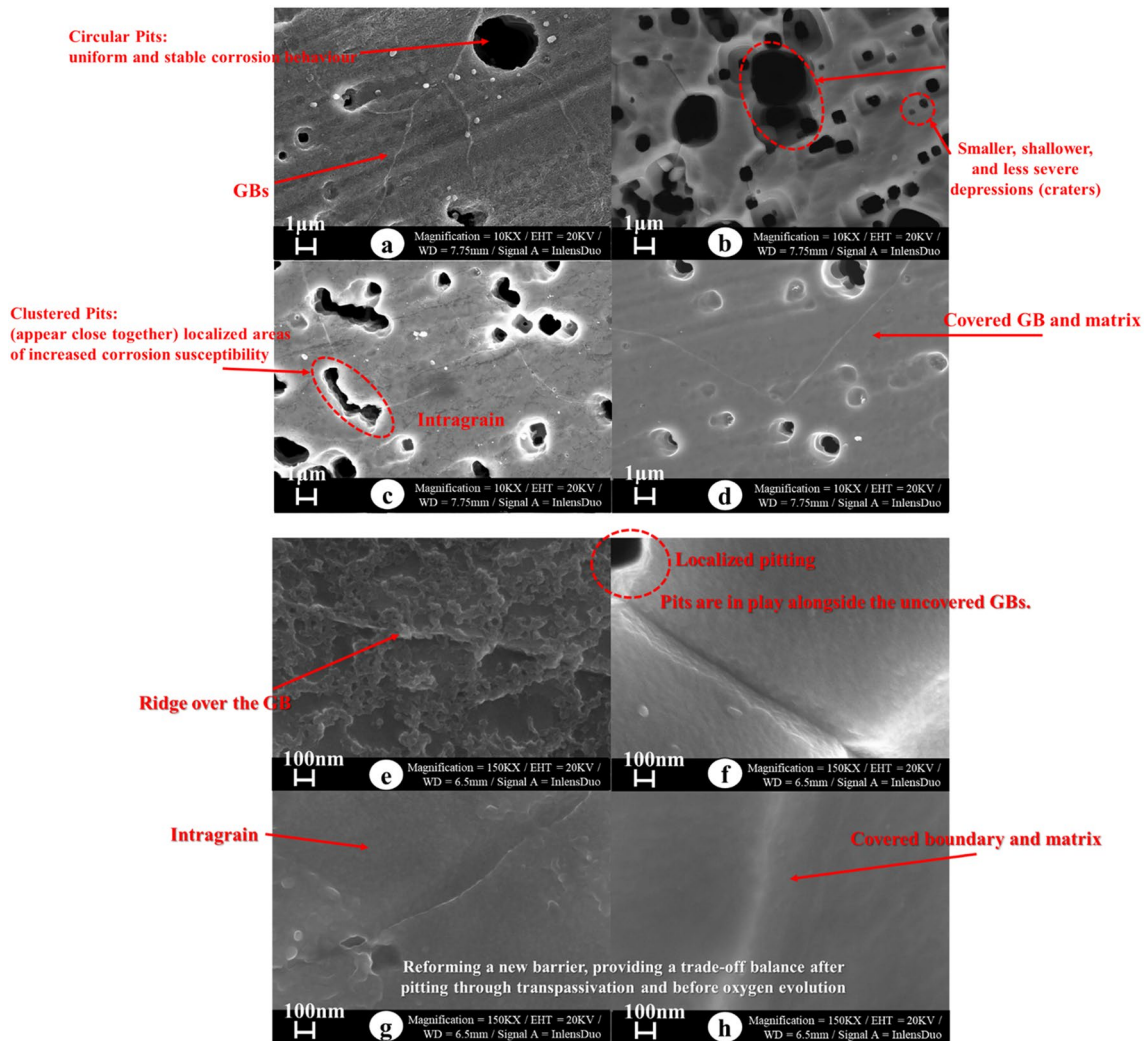 Circular Pits:
uniform and stable corrosion behaviour
GBs
Smaller, shallower,
and less severe
depressions (craters)
1μm
a
Magnification = 10KX / EHT = 20KV /
WD = 7.75mm / Signal A = InlensDuo
1μm
b
Magnification = 10KX / EHT = 20KV /
WD = 7.75mm / Signal A = InlensDuo
Clustered Pits:
(appear close together) localized areas
of increased corrosion susceptibility
Intragrain
Covered GB and matrix
1μm
c
Magnification = 10KX / EHT = 20KV /
WD = 7.75mm / Signal A = InlensDuo
1μm
d
Magnification = 10KX / EHT = 20KV /
WD = 7.75mm / Signal A = InlensDuo
Localized pitting
Pits are in play alongside the uncovered GBs.
Ridge over the GB
100nm
e
Magnification = 150KX / EHT = 20KV /
WD = 6.5mm / Signal A = InlensDuo
100nm
f
Magnification = 150KX / EHT = 20KV /
WD = 6.5mm / Signal A = InlensDuo
Intragrain
Covered boundary and matrix
Reforming a new barrier, providing a trade-off balance after
pitting through transpassivation and before oxygen evolution
100nm
g
Magnification = 150KX / EHT = 20KV /
WD = 6.5mm / Signal A = InlensDuo
100nm
h
Magnification = 150KX / EHT = 20KV /
WD = 6.5mm / Signal A = InlensDuo